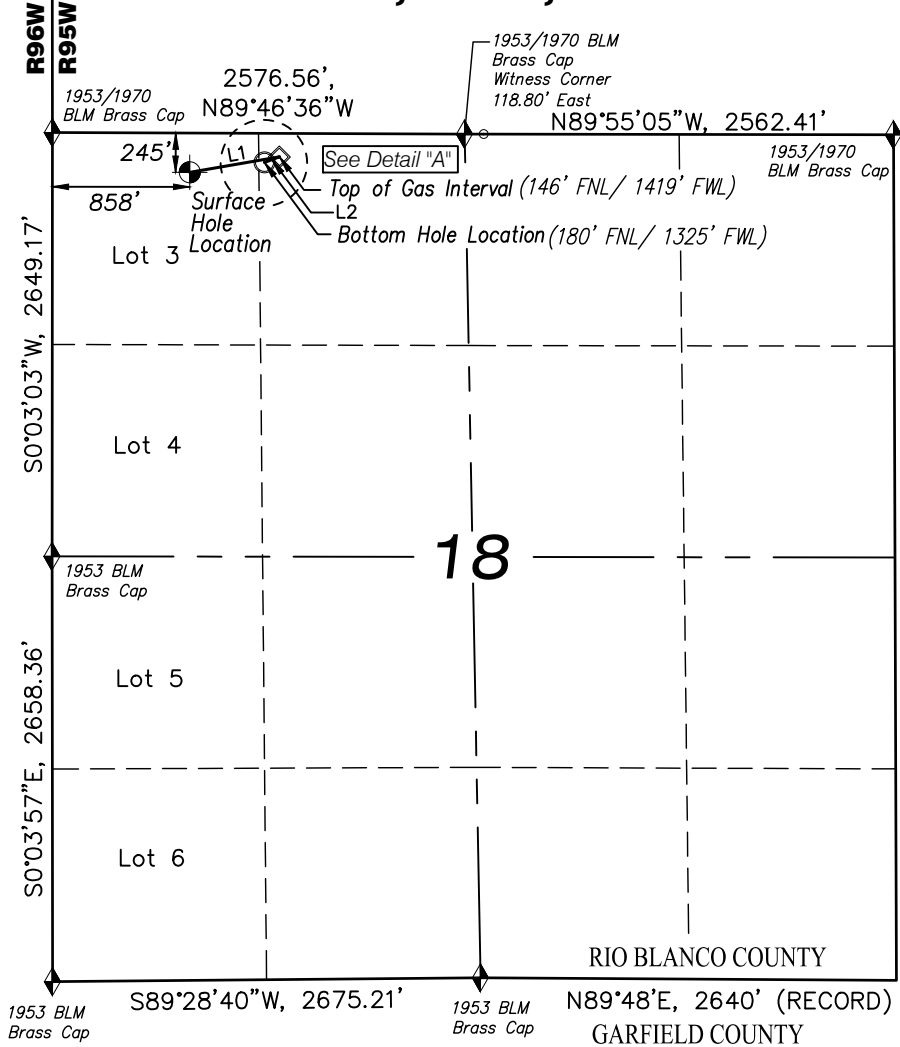 R96W
R95W
1953/1970
BLM Brass Cap
2576.56',
N89°46'36"W
1953/1970 BLM
Brass Cap
Witness Corner
118.80' East
N89°55'05"W, 2562.41'
1953/1970
BLM Brass Cap
245'
L1
See Detail "A"
858'
Surface
Hole
Location
Top of Gas Interval (146' FNL/ 1419' FWL)
L2
Bottom Hole Location (180' FNL/ 1325' FWL)
Lot 3
S0°03'03"W, 2649.17'
Lot 4
18
1953 BLM
Brass Cap
Lot 5
S0°03'57"E, 2658.36'
Lot 6
RIO BLANCO COUNTY
1953 BLM
Brass Cap
S89°28'40"W, 2675.21'
1953 BLM
Brass Cap
N89°48'E, 2640' (RECORD)
GARFIELD COUNTY